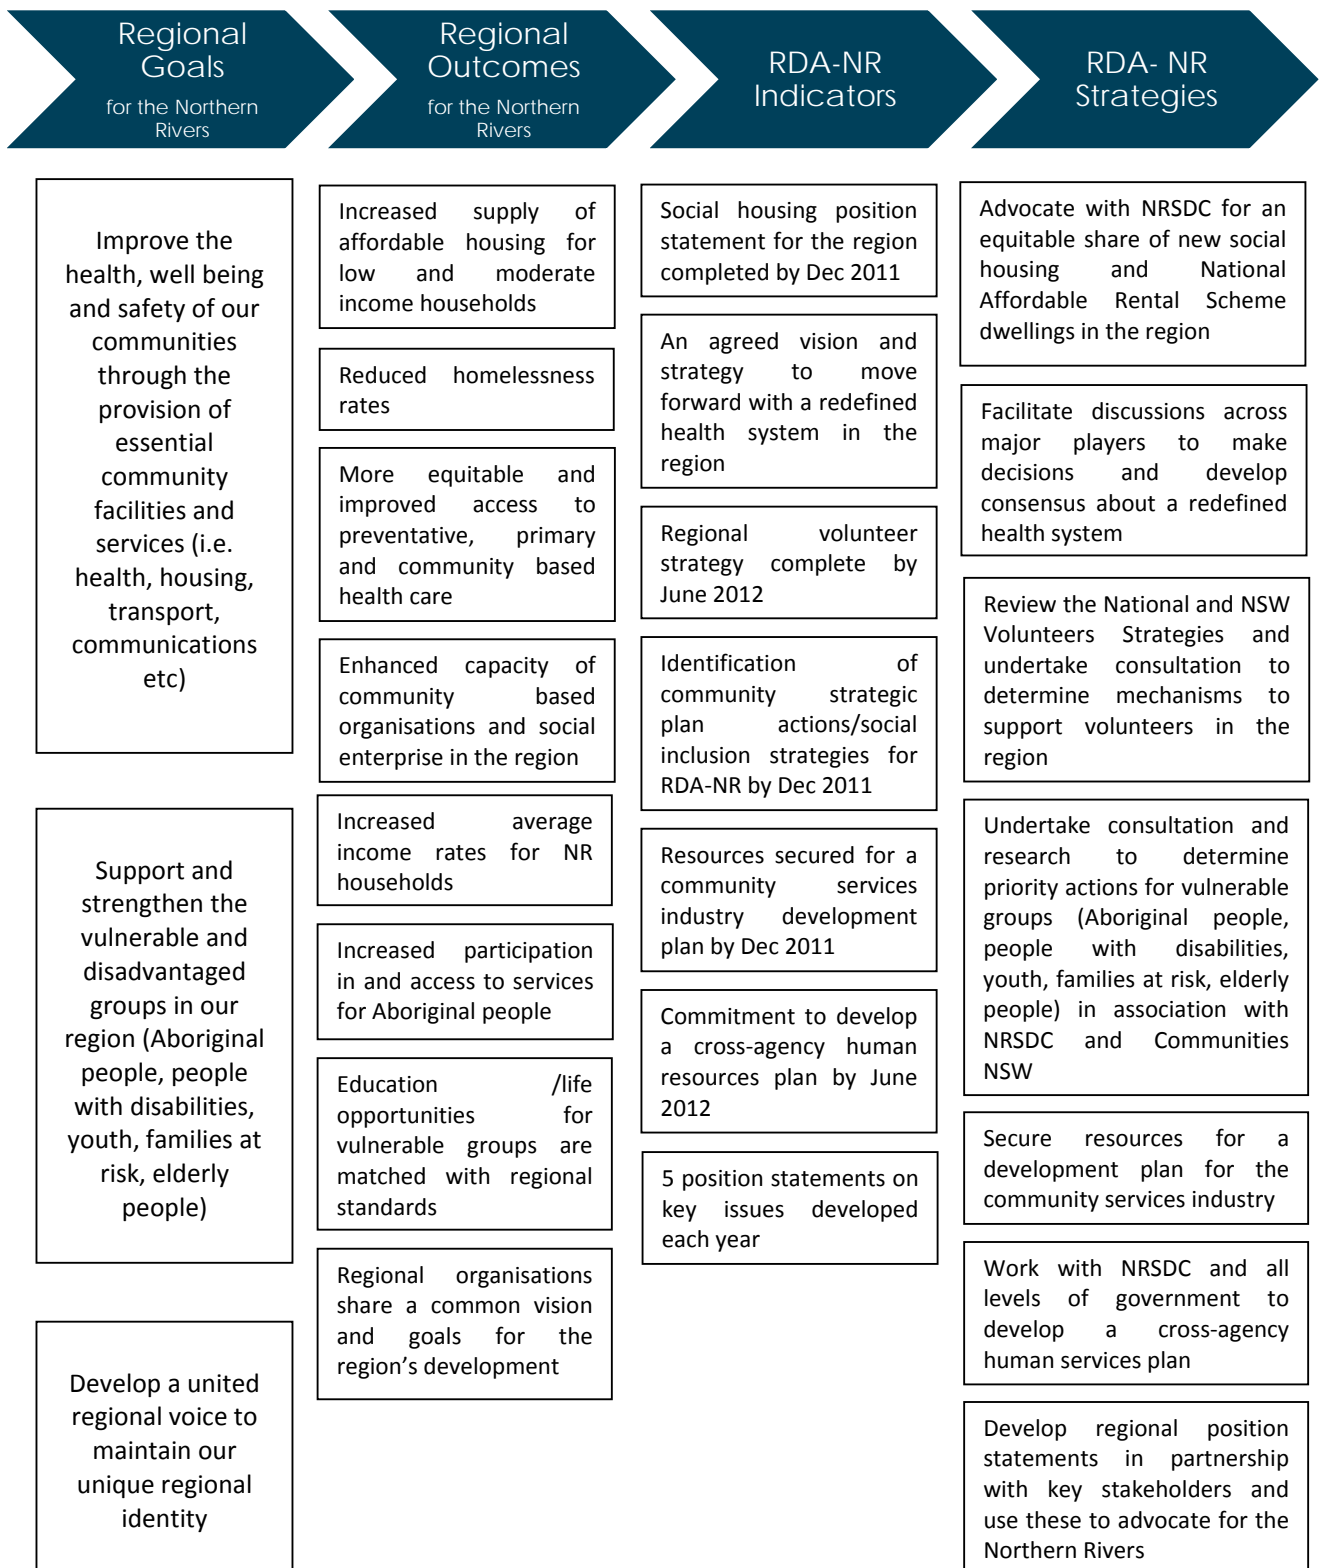 Regional
Goals
for the Northern
Rivers
Regional
Outcomes
for the Northern
Rivers
RDA-NR
Indicators
RDA- NR
Strategies
Improve the
health, well being
and safety of our
communities
through the
provision of
essential
community
facilities and
services (i.e.
health, housing,
transport,
communications
etc)
Support and
strengthen the
vulnerable and
disadvantaged
groups in our
region (Aboriginal
people, people
with disabilities,
youth, families at
risk, elderly
people)
Develop a united
regional voice to
maintain our
unique regional
identity
Increased supply of
affordable housing for
low and moderate
income households
Reduced homelessness
rates
More equitable and
improved access to
preventative, primary
and community based
health care
Enhanced capacity of
community based
organisations and social
enterprise in the region
Increased average
income rates for NR
households
Increased participation
in and access to services
for Aboriginal people
Education /life
opportunities for
vulnerable groups are
matched with regional
standards
Regional organisations
share a common vision
and goals for the
region’s development
Social housing position
statement for the region
completed by Dec 2011
An agreed vision and
strategy to move
forward with a redefined
health system in the
region
Regional volunteer
strategy complete by
June 2012
Identification of
community strategic
plan actions/social
inclusion strategies for
RDA-NR by Dec 2011
Resources secured for a
community services
industry development
plan by Dec 2011
Commitment to develop
a cross-agency human
resources plan by June
2012
5 position statements on
key issues developed
each year
Advocate with NRSDC for an
equitable share of new social
housing and National
Affordable Rental Scheme
dwellings in the region
Facilitate discussions across
major players to make
decisions and develop
consensus about a redefined
health system
Review the National and NSW
Volunteers Strategies and
undertake consultation to
determine mechanisms to
support volunteers in the
region
Undertake consultation and
research to determine
priority actions for vulnerable
groups (Aboriginal people,
people with disabilities,
youth, families at risk, elderly
people) in association with
NRSDC and Communities
NSW
Secure resources for a
development plan for the
community services industry
Work with NRSDC and all
levels of government to
develop a cross-agency
human services plan
Develop regional position
statements in partnership
with key stakeholders and
use these to advocate for the
Northern Rivers